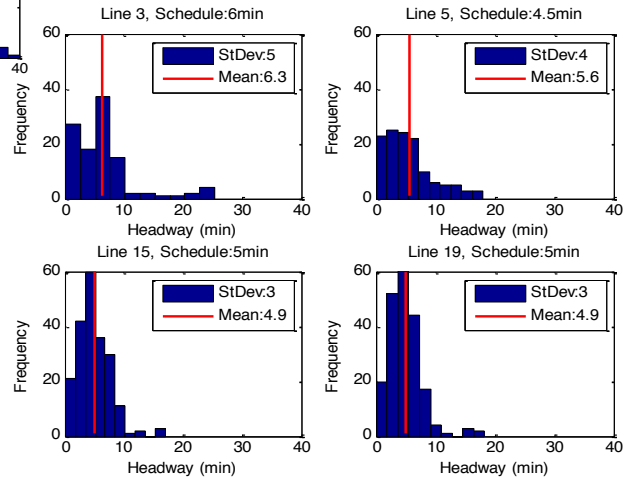 40
Line 3, Schedule:6min
60
40
20
0
Frequency
StDev:5
Mean:6.3
0 10 20 30 40
Headway (min)
Line 5, Schedule:4.5min
60
40
20
0
Frequency
StDev:4
Mean:5.6
0 10 20 30 40
Headway (min)
Line 15, Schedule:5min
60
40
20
0
Frequency
StDev:3
Mean:4.9
0 10 20 30 40
Headway (min)
Line 19, Schedule:5min
60
40
20
0
Frequency
StDev:3
Mean:4.9
0 10 20 30 40
Headway (min)